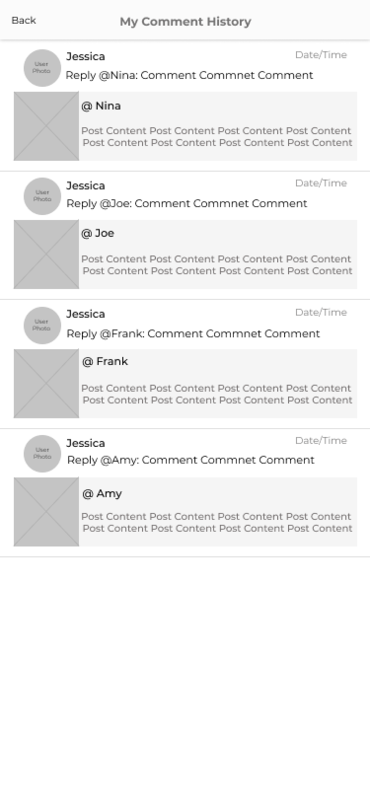 Back
My Comment History
User
Photo
Jessica
Date/Time
Reply @Nina: Comment Commnet Comment
@ Nina
Post Content Post Content Post Content Post Content
Post Content Post Content Post Content Post Content
User
Photo
Jessica
Date/Time
Reply @Joe: Comment Commnet Comment
@ Joe
Post Content Post Content Post Content Post Content
Post Content Post Content Post Content Post Content
User
Photo
Jessica
Date/Time
Reply @Frank: Comment Commnet Comment
@ Frank
Post Content Post Content Post Content Post Content
Post Content Post Content Post Content Post Content
User
Photo
Jessica
Date/Time
Reply @Amy: Comment Commnet Comment
@ Amy
Post Content Post Content Post Content Post Content
Post Content Post Content Post Content Post Content